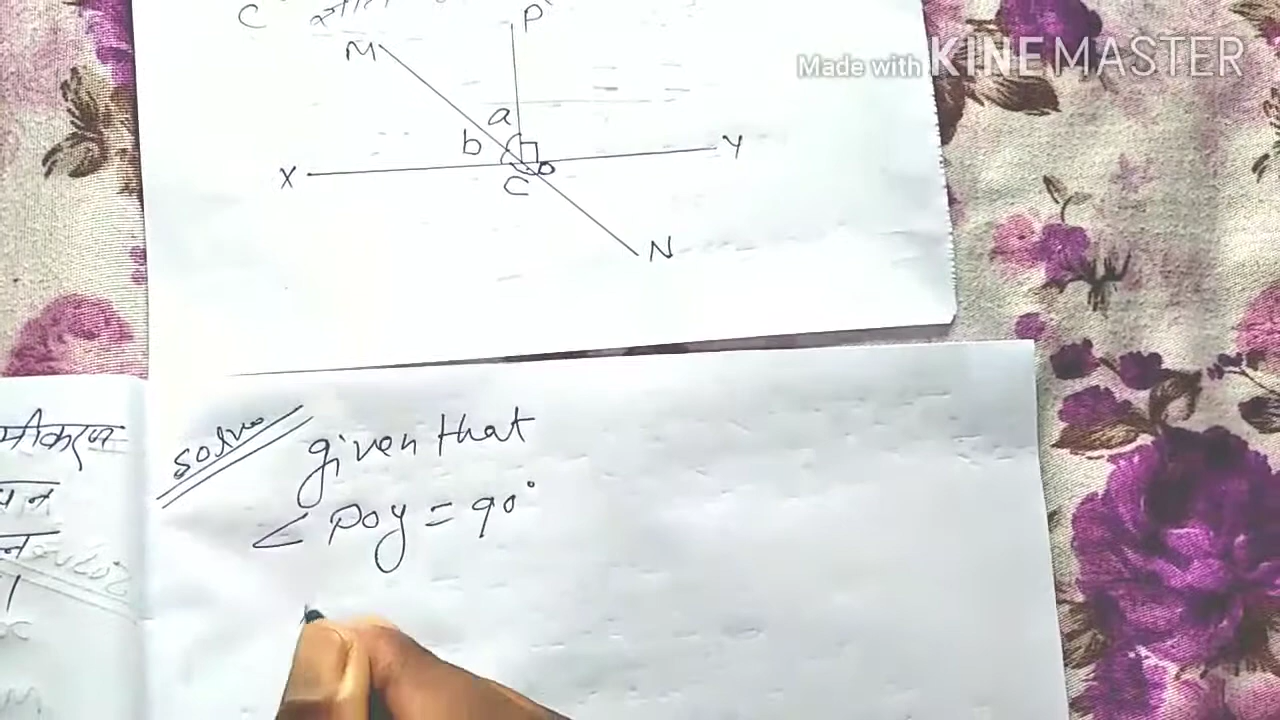 C
P
Made with KINEMASTER
M
a
b
Y
X
C
o
N
solve
given that
∠ POY = 90°